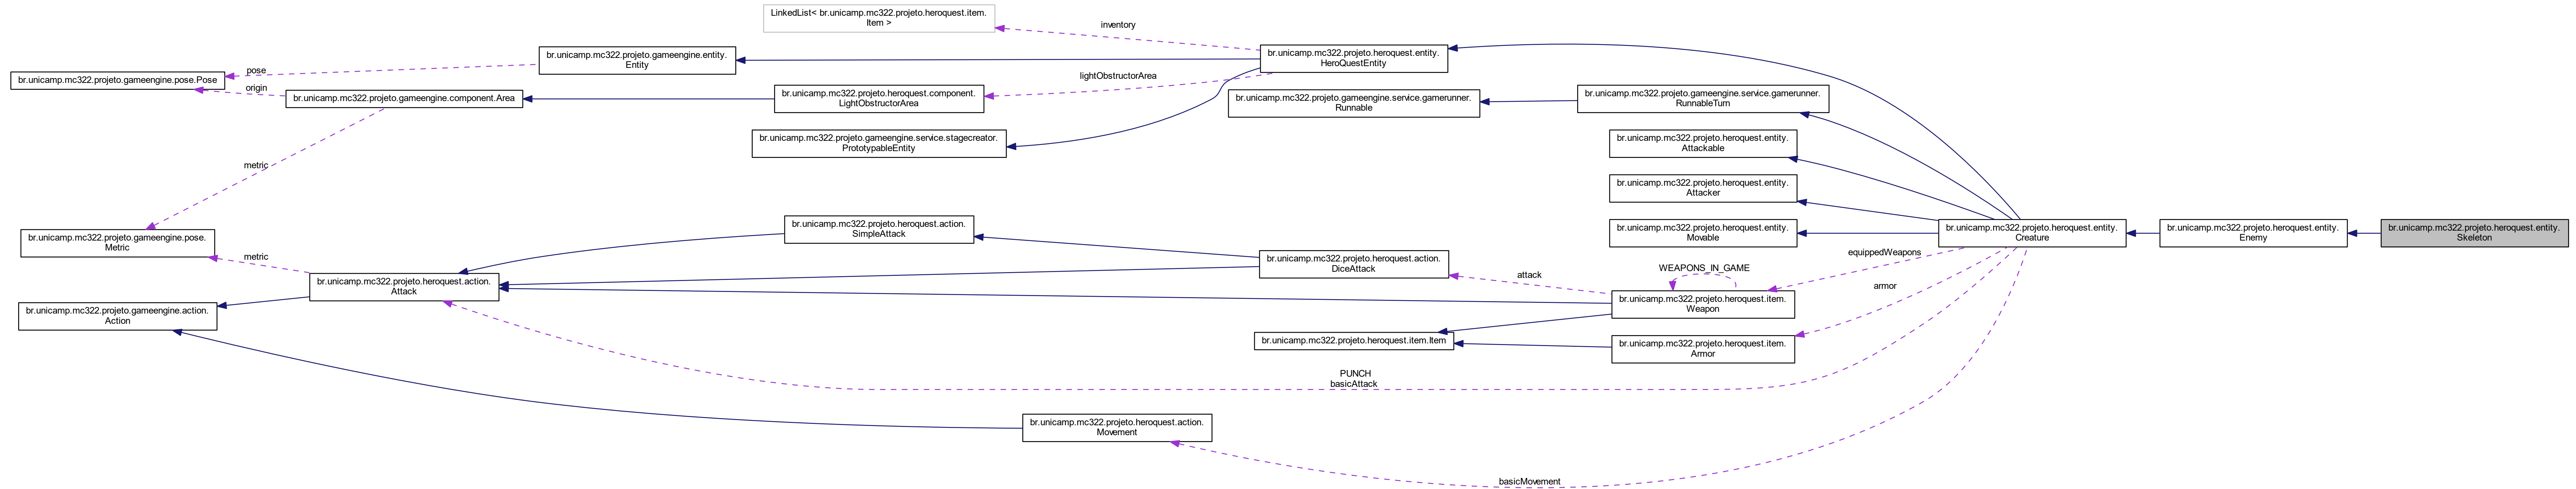 LinkedList< br.unicamp.mc322.projeto.heroquest.item.
Item >
inventory
br.unicamp.mc322.projeto.gameengine.entity.
Entity
br.unicamp.mc322.projeto.heroquest.entity.
HeroQuestEntity
pose
br.unicamp.mc322.projeto.gameengine.pose.Pose
lightObstructorArea
origin
br.unicamp.mc322.projeto.gameengine.component.Area
br.unicamp.mc322.projeto.heroquest.component.
LightObstructorArea
br.unicamp.mc322.projeto.gameengine.service.gamerunner.
Runnable
br.unicamp.mc322.projeto.gameengine.service.gamerunner.
RunnableTurn
br.unicamp.mc322.projeto.gameengine.service.stagecreator.
PrototypableEntity
br.unicamp.mc322.projeto.heroquest.entity.
Attackable
metric
br.unicamp.mc322.projeto.heroquest.entity.
Attacker
br.unicamp.mc322.projeto.gameengine.pose.
Metric
br.unicamp.mc322.projeto.heroquest.action.
SimpleAttack
br.unicamp.mc322.projeto.heroquest.entity.
Movable
br.unicamp.mc322.projeto.heroquest.entity.
Creature
br.unicamp.mc322.projeto.heroquest.entity.
Enemy
br.unicamp.mc322.projeto.heroquest.entity.
Skeleton
metric
br.unicamp.mc322.projeto.heroquest.action.
DiceAttack
equippedWeapons
attack
WEAPONS_IN_GAME
br.unicamp.mc322.projeto.heroquest.action.
Attack
armor
br.unicamp.mc322.projeto.heroquest.item.
Weapon
br.unicamp.mc322.projeto.gameengine.action.
Action
br.unicamp.mc322.projeto.heroquest.item.Item
br.unicamp.mc322.projeto.heroquest.item.
Armor
PUNCH
basicAttack
br.unicamp.mc322.projeto.heroquest.action.
Movement
basicMovement